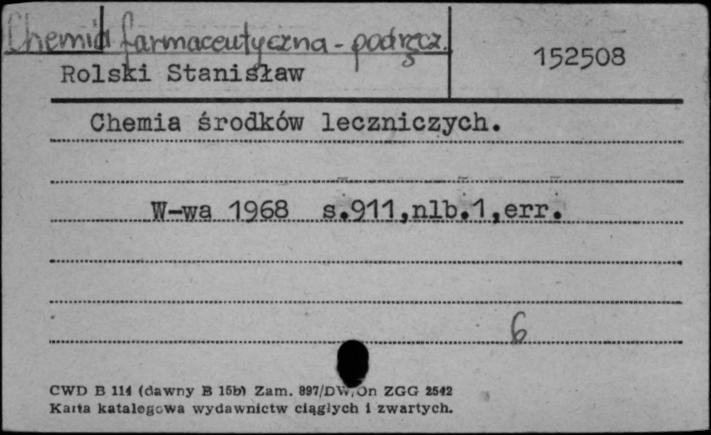 Chemia farmaceutyczna - podręcz.
152508
Rolski Stanisław
Chemia środków leczniczych.
W-wa 1968 s.911,nlb.1,err.
6
CWD B 114 (dawny B 15b) Zam. 897/DW/On ZGG 2542
Karta katalogowa wydawnictw ciągłych i zwartych.